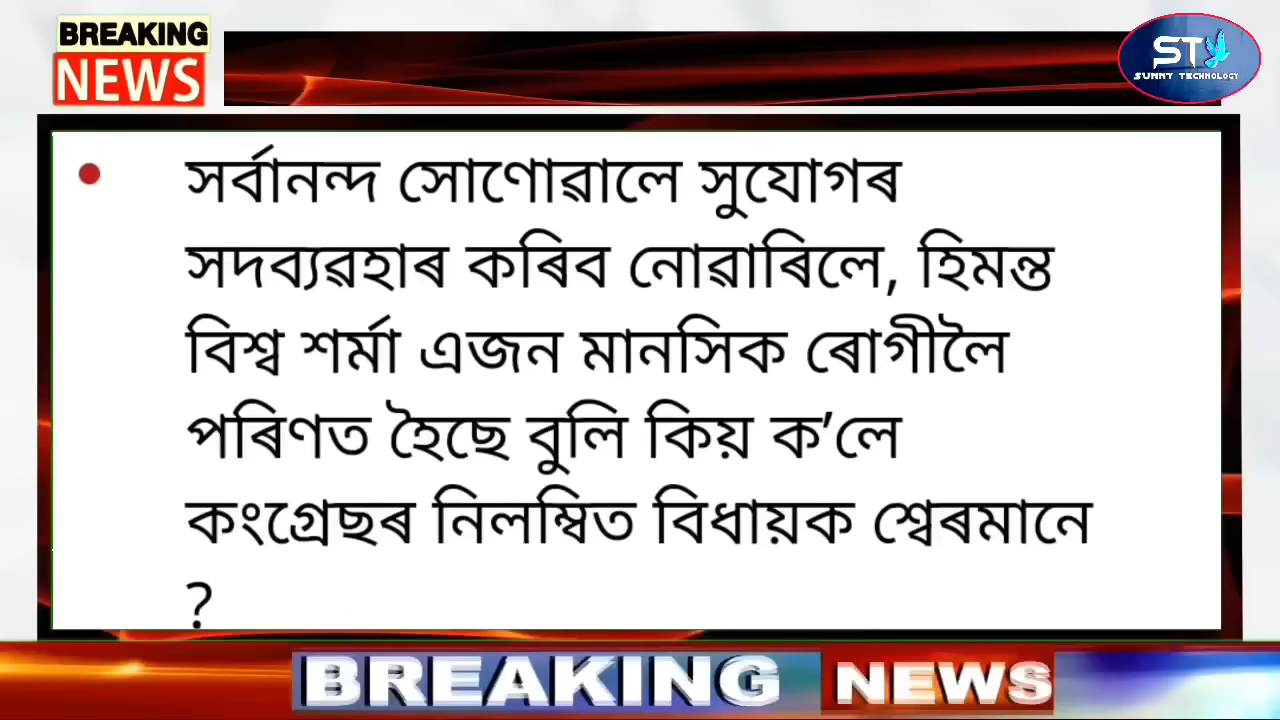 BREAKING
NEWS
ST
SUNNY TECHNOLOGY
সৰ্বানন্দ সোণোৱালে সুযোগৰ
সদব্যৱহাৰ কৰিব নোৱাৰিলে, হিমন্ত
বিশ্ব শৰ্মা এজন মানসিক ৰোগীলৈ
পৰিণত হৈছে বুলি কিয় ক’লে
কংগ্ৰেছৰ নিলম্বিত বিধায়ক শ্বেৰমানে
?
BREAKING NEWS